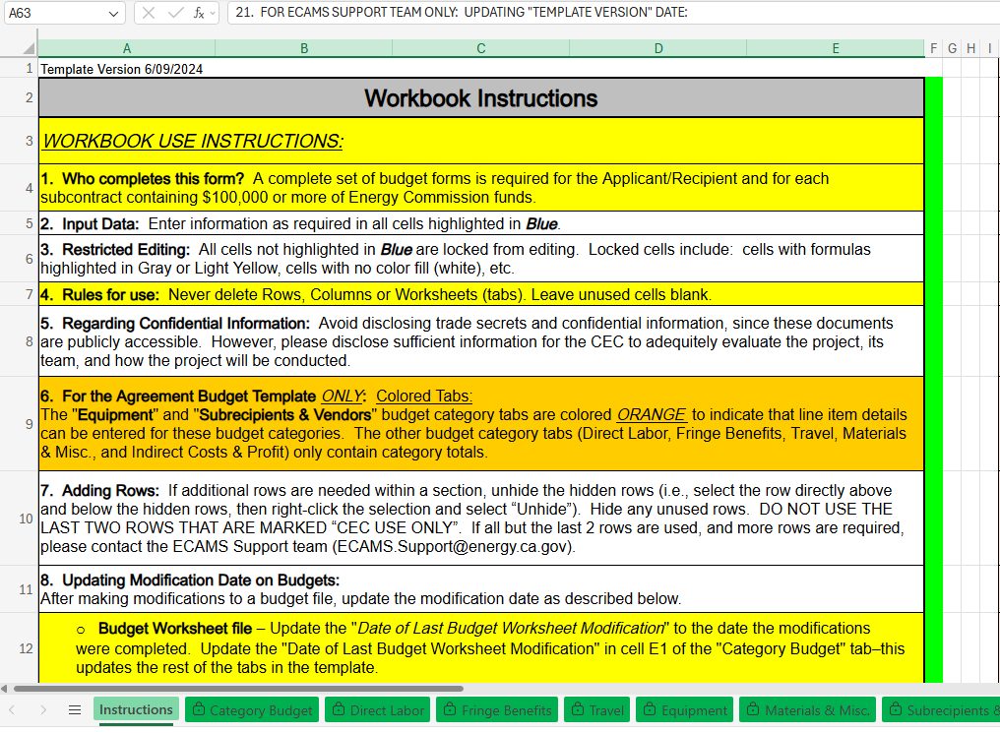 A63
fx
21.  FOR ECAMS SUPPORT TEAM ONLY:  UPDATING "TEMPLATE VERSION" DATE:
A B C D E F G H I
1 Template Version 6/09/2024
2 Workbook Instructions
3 WORKBOOK USE INSTRUCTIONS:
4 1.  Who completes this form?  A complete set of budget forms is required for the Applicant/Recipient and for each
subcontract containing $100,000 or more of Energy Commission funds.
5 2.  Input Data:  Enter information as required in all cells highlighted in Blue.
6 3.  Restricted Editing:  All cells not highlighted in Blue are locked from editing.  Locked cells include:  cells with formulas
highlighted in Gray or Light Yellow, cells with no color fill (white), etc.
7 4.  Rules for use:  Never delete Rows, Columns or Worksheets (tabs). Leave unused cells blank.
8 5.  Regarding Confidential Information:  Avoid disclosing trade secrets and confidential information, since these documents
are publicly accessible.  However, please disclose sufficient information for the CEC to adequitely evaluate the project, its
team, and how the project will be conducted.
9 6.  For the Agreement Budget Template ONLY:  Colored Tabs:
The "Equipment" and "Subrecipients & Vendors" budget category tabs are colored ORANGE to indicate that line item details
can be entered for these budget categories.  The other budget category tabs (Direct Labor, Fringe Benefits, Travel, Materials
& Misc., and Indirect Costs & Profit) only contain category totals.
10 7.  Adding Rows:  If additional rows are needed within a section, unhide the hidden rows (i.e., select the row directly above
and below the hidden rows, then right-click the selection and select “Unhide”).  Hide any unused rows.  DO NOT USE THE
LAST TWO ROWS THAT ARE MARKED “CEC USE ONLY”.  If all but the last 2 rows are used, and more rows are required,
please contact the ECAMS Support team (ECAMS.Support@energy.ca.gov).
11 8.  Updating Modification Date on Budgets:
After making modifications to a budget file, update the modification date as described below.
12 o Budget Worksheet file – Update the "Date of Last Budget Worksheet Modification" to the date the modifications
were completed.  Update the "Date of Last Budget Worksheet Modification" in cell E1 of the "Category Budget" tab–this
updates the rest of the tabs in the template.
Instructions Category Budget Direct Labor Fringe Benefits Travel Equipment Materials & Misc. Subrecipients &